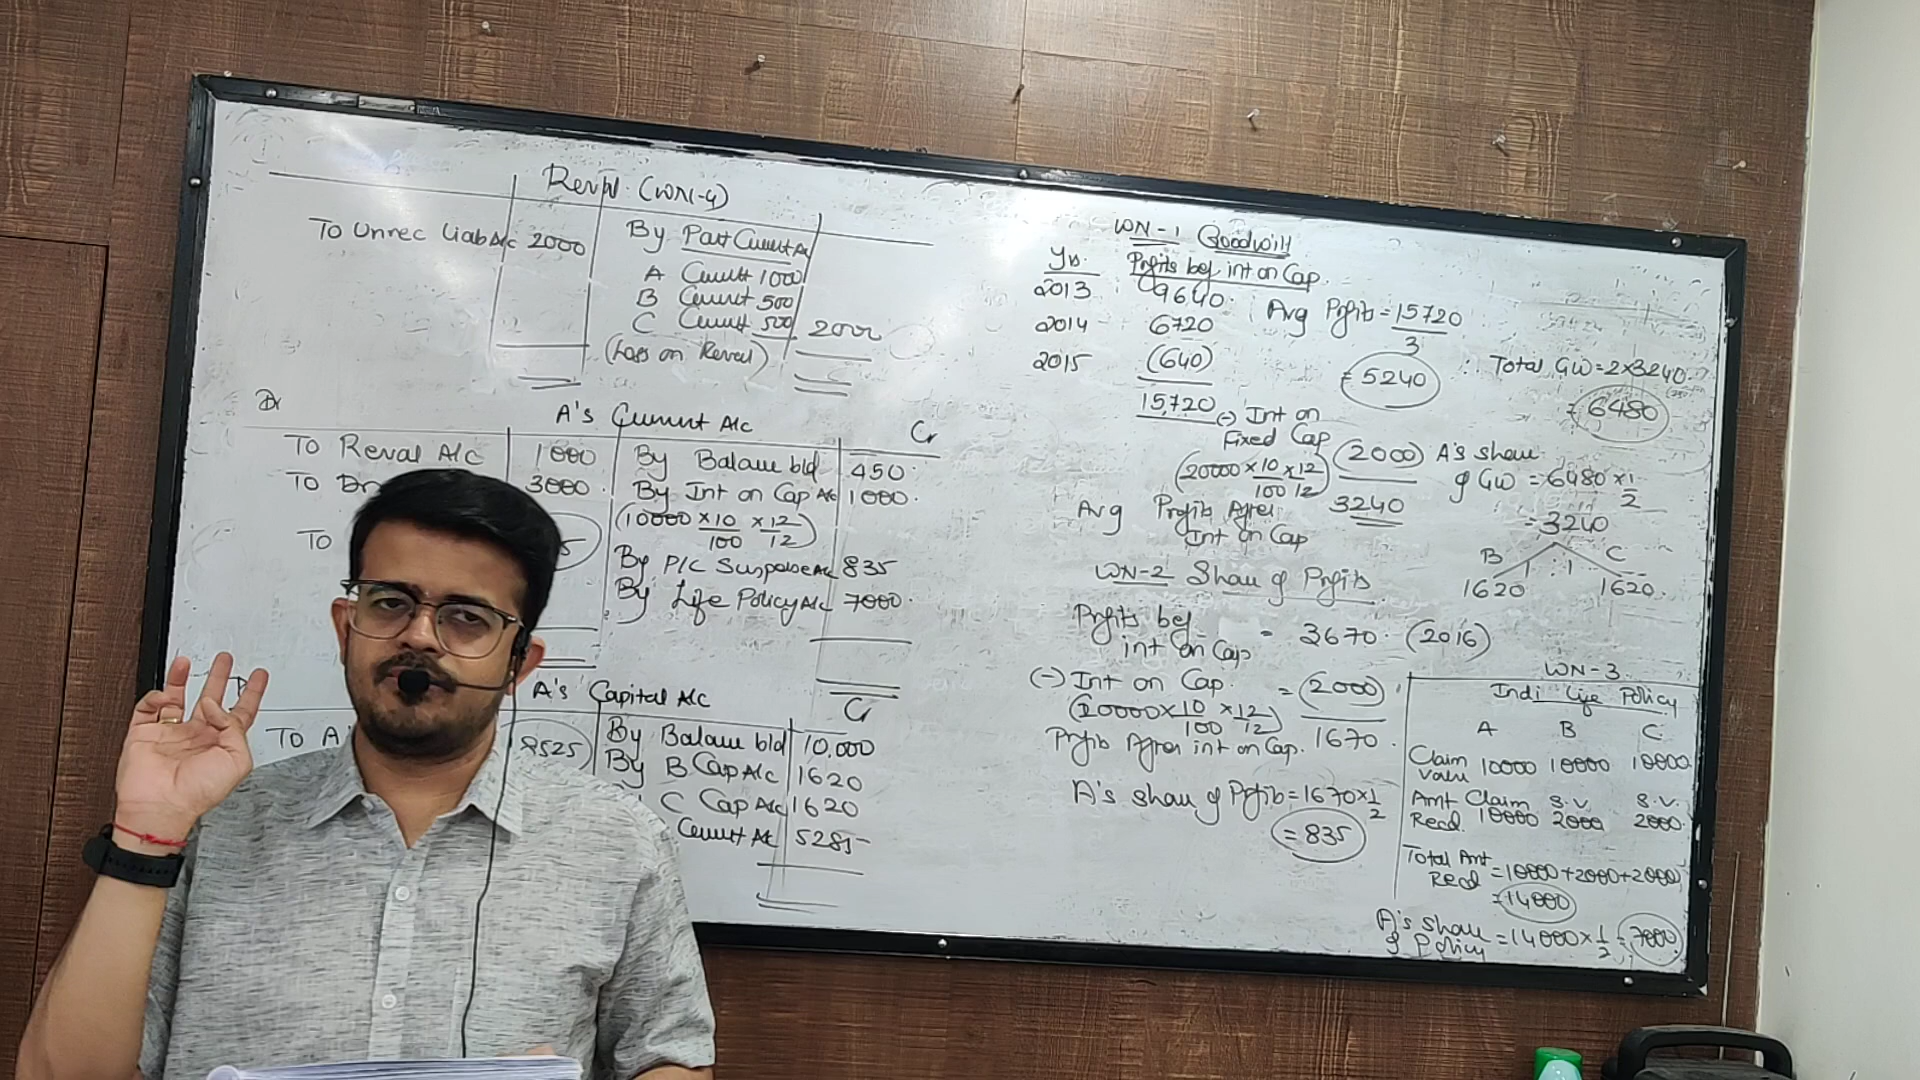 Revl. (WN-4)
To Unrec Liab A/c 2000
By Part Current A/c
A Current 1000
B Current 500
C Current 500 2000
(Loss on Reval)
Dr A's Current A/c Cr
To Reval A/c 1000 By Balance b/d 450
To 3000 By Int on Cap A/c 1000
(10000 × 10/100 × 12/12)
To
By P/L Suspense A/c 835
By Life Policy A/c 7000
A's Capital A/c Cr
To A 18525 By Balance b/d 10,000
By B Cap A/c 1620
C Cap A/c 1620
Current A/c 5285
WN-1 Goodwill
Yr. Profits bef int on Cap.
2013 9640
2014 6720
2015 (640)
15,720
Avg Profits = 15720/3
= 5240
(-) Int on Fixed Cap (2000)
(20000 × 10/100 × 12/12)
Avg Profits After Int on Cap 3240
∴ Total GW = 2×3240
= 6480
A's share of GW = 6480 × 1/2
= 3240
B C
1 : 1
1620 1620
WN-2 Share of Profits
Profits bef int on Cap = 3670 (2016)
(-) Int on Cap. = (2000)
(20000 × 10/100 × 12/12)
Profits After int on Cap. 1670
A's share of Profits = 1670 × 1/2
= 835
WN-3
Indi Life Policy
A B C
Claim Value 10000 10000 10000
Amt Recd. Claim 10000 S.V. 2000 S.V. 2000
Total Amt Recd = 10000+2000+2000
= 14000
A's Share of Policy = 14000 × 1/2 = 7000